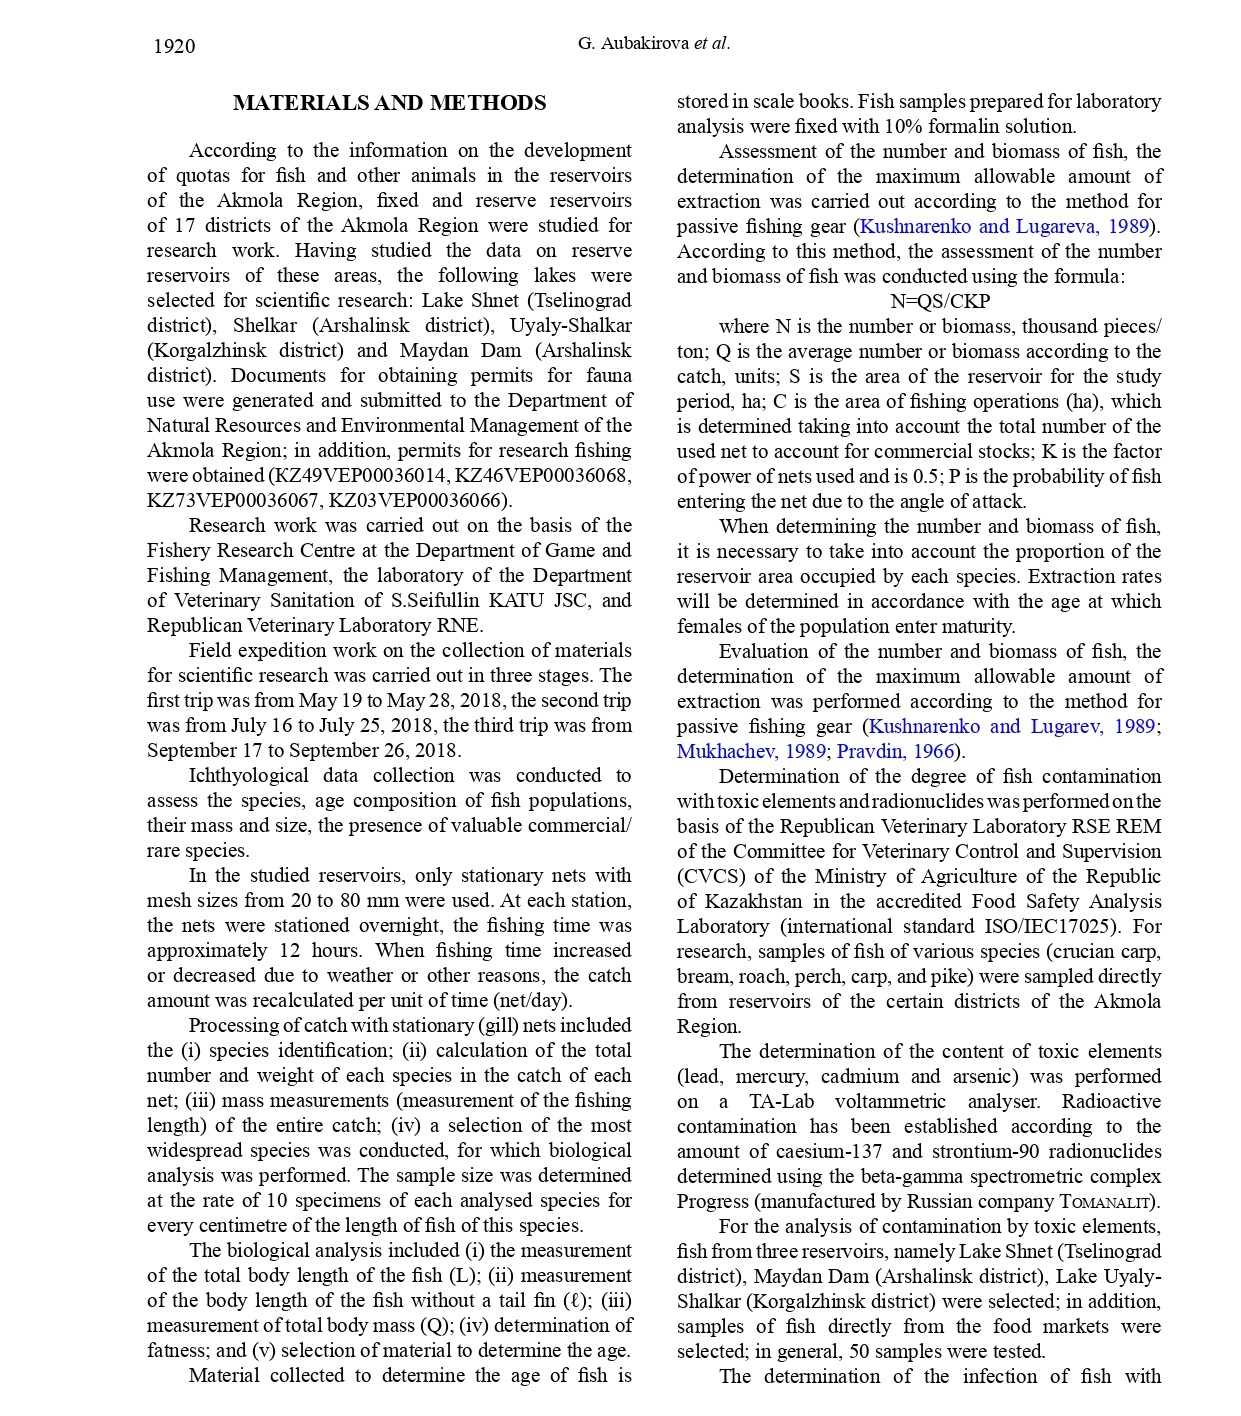 1920
G. Aubakirova et al.
MATERIALS AND METHODS
According to the information on the development
of quotas for fish and other animals in the reservoirs
of the Akmola Region, fixed and reserve reservoirs
of 17 districts of the Akmola Region were studied for
research work. Having studied the data on reserve
reservoirs of these areas, the following lakes were
selected for scientific research: Lake Shnet (Tselinograd
district), Shelkar (Arshalinsk district), Uyaly-Shalkar
(Korgalzhinsk district) and Maydan Dam (Arshalinsk
district). Documents for obtaining permits for fauna
use were generated and submitted to the Department of
Natural Resources and Environmental Management of the
Akmola Region; in addition, permits for research fishing
were obtained (KZ49VEP00036014, KZ46VEP00036068,
KZ73VEP00036067, KZ03VEP00036066).
Research work was carried out on the basis of the
Fishery Research Centre at the Department of Game and
Fishing Management, the laboratory of the Department
of Veterinary Sanitation of S.Seifullin KATU JSC, and
Republican Veterinary Laboratory RNE.
Field expedition work on the collection of materials
for scientific research was carried out in three stages. The
first trip was from May 19 to May 28, 2018, the second trip
was from July 16 to July 25, 2018, the third trip was from
September 17 to September 26, 2018.
Ichthyological data collection was conducted to
assess the species, age composition of fish populations,
their mass and size, the presence of valuable commercial/
rare species.
In the studied reservoirs, only stationary nets with
mesh sizes from 20 to 80 mm were used. At each station,
the nets were stationed overnight, the fishing time was
approximately 12 hours. When fishing time increased
or decreased due to weather or other reasons, the catch
amount was recalculated per unit of time (net/day).
Processing of catch with stationary (gill) nets included
the (i) species identification; (ii) calculation of the total
number and weight of each species in the catch of each
net; (iii) mass measurements (measurement of the fishing
length) of the entire catch; (iv) a selection of the most
widespread species was conducted, for which biological
analysis was performed. The sample size was determined
at the rate of 10 specimens of each analysed species for
every centimetre of the length of fish of this species.
The biological analysis included (i) the measurement
of the total body length of the fish (L); (ii) measurement
of the body length of the fish without a tail fin (ℓ); (iii)
measurement of total body mass (Q); (iv) determination of
fatness; and (v) selection of material to determine the age.
Material collected to determine the age of fish is
stored in scale books. Fish samples prepared for laboratory
analysis were fixed with 10% formalin solution.
Assessment of the number and biomass of fish, the
determination of the maximum allowable amount of
extraction was carried out according to the method for
passive fishing gear (Kushnarenko and Lugareva, 1989).
According to this method, the assessment of the number
and biomass of fish was conducted using the formula:
N=QS/CKP
where N is the number or biomass, thousand pieces/
ton; Q is the average number or biomass according to the
catch, units; S is the area of the reservoir for the study
period, ha; C is the area of fishing operations (ha), which
is determined taking into account the total number of the
used net to account for commercial stocks; K is the factor
of power of nets used and is 0.5; P is the probability of fish
entering the net due to the angle of attack.
When determining the number and biomass of fish,
it is necessary to take into account the proportion of the
reservoir area occupied by each species. Extraction rates
will be determined in accordance with the age at which
females of the population enter maturity.
Evaluation of the number and biomass of fish, the
determination of the maximum allowable amount of
extraction was performed according to the method for
passive fishing gear (Kushnarenko and Lugarev, 1989;
Mukhachev, 1989; Pravdin, 1966).
Determination of the degree of fish contamination
with toxic elements and radionuclides was performed on the
basis of the Republican Veterinary Laboratory RSE REM
of the Committee for Veterinary Control and Supervision
(CVCS) of the Ministry of Agriculture of the Republic
of Kazakhstan in the accredited Food Safety Analysis
Laboratory (international standard ISO/IEC17025). For
research, samples of fish of various species (crucian carp,
bream, roach, perch, carp, and pike) were sampled directly
from reservoirs of the certain districts of the Akmola
Region.
The determination of the content of toxic elements
(lead, mercury, cadmium and arsenic) was performed
on a TA-Lab voltammetric analyser. Radioactive
contamination has been established according to the
amount of caesium-137 and strontium-90 radionuclides
determined using the beta-gamma spectrometric complex
Progress (manufactured by Russian company TOMANALIT).
For the analysis of contamination by toxic elements,
fish from three reservoirs, namely Lake Shnet (Tselinograd
district), Maydan Dam (Arshalinsk district), Lake Uyaly-
Shalkar (Korgalzhinsk district) were selected; in addition,
samples of fish directly from the food markets were
selected; in general, 50 samples were tested.
The determination of the infection of fish with